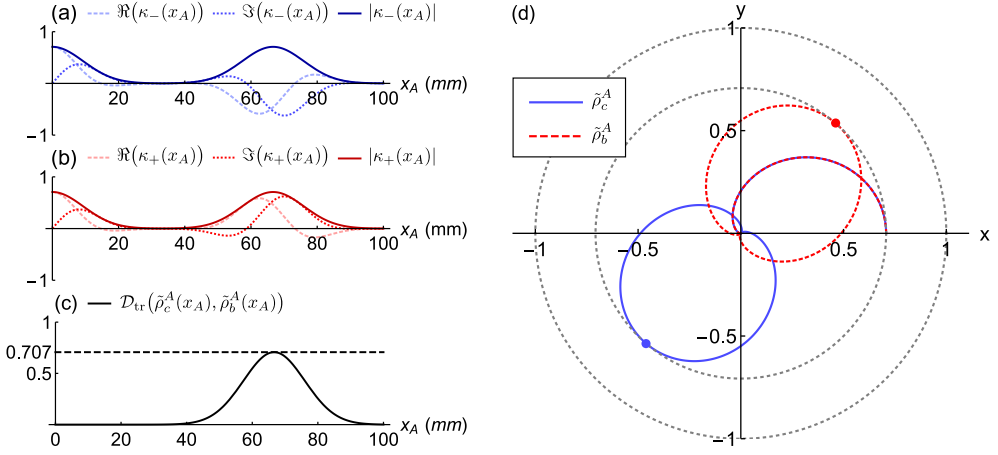 (a) ℜ(κ₋(x_A)) ℑ(κ₋(x_A)) |κ₋(x_A)|
1
20 40 60 80 100
x_A (mm)
-1
(b) ℜ(κ₊(x_A)) ℑ(κ₊(x_A)) |κ₊(x_A)|
1
20 40 60 80 100
x_A (mm)
-1
(c) 𝒟_tr(ρ̃_c^A(x_A), ρ̃_b^A(x_A))
1
0.707
0.5
0 20 40 60 80 100
x_A (mm)
(d)
y
1
ρ̃_c^A
ρ̃_b^A
0.5
-1 -0.5 0 0.5 1
x
-0.5
-1